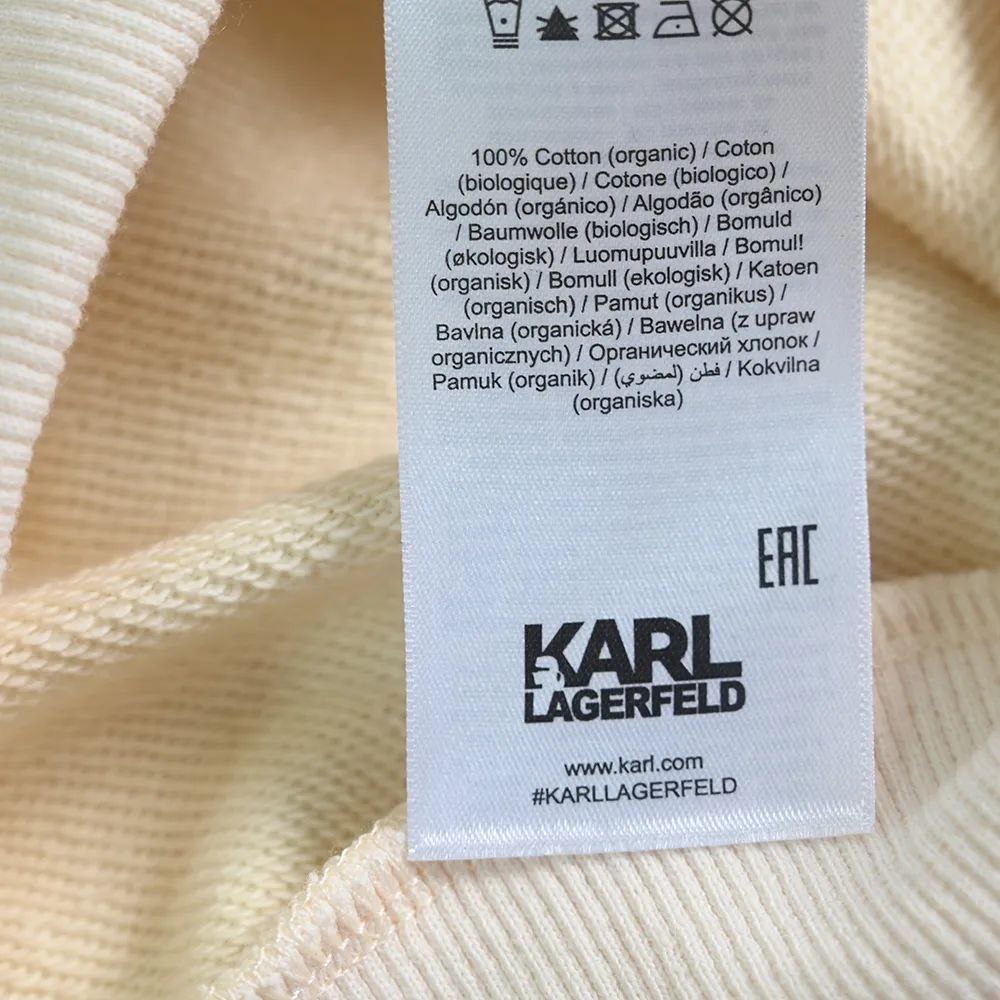 100% Cotton (organic) / Coton
(biologique) / Cotone (biologico) /
Algodón (orgánico) / Algodão (orgânico)
/ Baumwolle (biologisch) / Bomuld
(økologisk) / Luomupuuvilla / Bomul!
(organisk) / Bomull (ekologisk) / Katoen
(organisch) / Pamut (organikus) /
Bavlna (organická) / Bawelna (z upraw
organicznych) / Органический хлопок /
Pamuk (organik) / قطن (لمضوي) / Kokvilna
(organiska)
EAC
KARL
LAGERFELD
www.karl.com
#KARLLAGERFELD